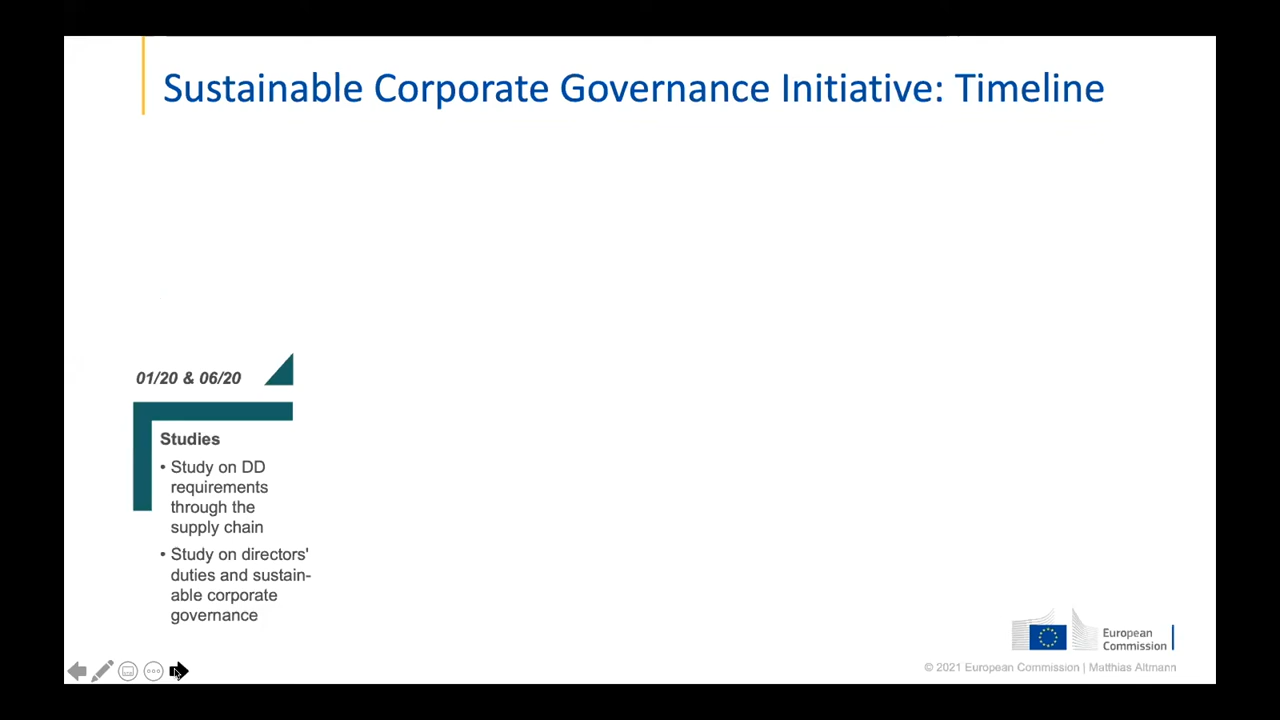 Sustainable Corporate Governance Initiative: Timeline
01/20 & 06/20
Studies
• Study on DD
requirements
through the
supply chain
• Study on directors'
duties and sustain-
able corporate
governance
European
Commission
© 2021 European Commission | Matthias Altmann